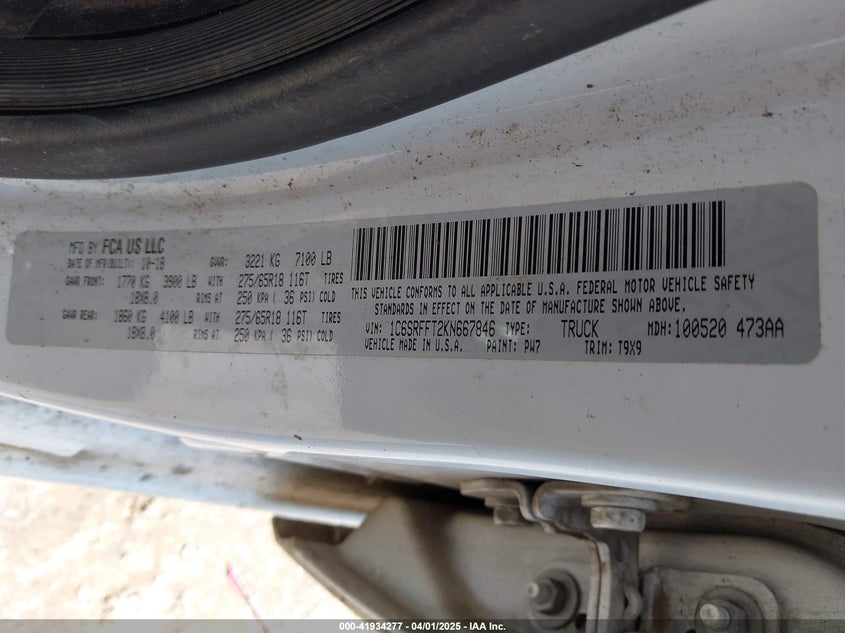 MFD BY FCA US LLC
DATE OF MFR(BUILT): 10-18 GVWR: 3221 KG 7100 LB
GAWR FRONT: 1770 KG 3900 LB WITH 275/65R18 116T TIRES
18X8.0 RIMS AT 250 KPA ( 36 PSI) COLD
GAWR REAR: 1860 KG 4100 LB WITH 275/65R18 116T TIRES
18X8.0 RIMS AT 250 KPA ( 36 PSI) COLD
THIS VEHICLE CONFORMS TO ALL APPLICABLE U.S.A. FEDERAL MOTOR VEHICLE SAFETY
STANDARDS IN EFFECT ON THE DATE OF MANUFACTURE SHOWN ABOVE.
VIN: 1C6SRFFT2KN667846 TYPE: TRUCK MDH: 100520 473AA
VEHICLE MADE IN U.S.A. PAINT: PW7 TRIM: T9X9
000-41934277 - 04/01/2025 - IAA Inc.